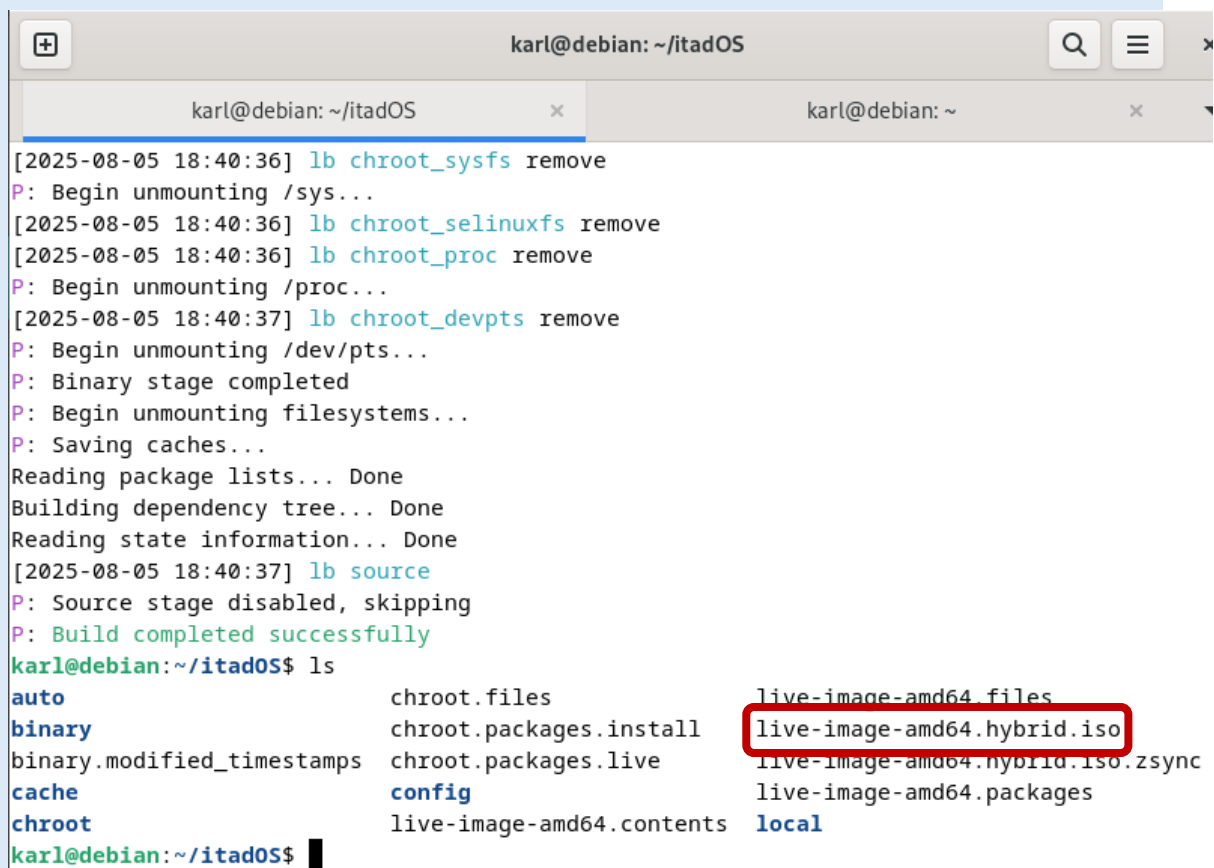 karl@debian: ~/itadOS
karl@debian: ~/itadOS
karl@debian: ~
[2025-08-05 18:40:36] lb chroot_sysfs remove
P: Begin unmounting /sys...
[2025-08-05 18:40:36] lb chroot_selinuxfs remove
[2025-08-05 18:40:36] lb chroot_proc remove
P: Begin unmounting /proc...
[2025-08-05 18:40:37] lb chroot_devpts remove
P: Begin unmounting /dev/pts...
P: Binary stage completed
P: Begin unmounting filesystems...
P: Saving caches...
Reading package lists... Done
Building dependency tree... Done
Reading state information... Done
[2025-08-05 18:40:37] lb source
P: Source stage disabled, skipping
P: Build completed successfully
karl@debian:~/itadOS$ ls
auto chroot.files live-image-amd64.files
binary chroot.packages.install live-image-amd64.hybrid.iso
binary.modified_timestamps chroot.packages.live live-image-amd64.hybrid.iso.zsync
cache config live-image-amd64.packages
chroot live-image-amd64.contents local
karl@debian:~/itadOS$